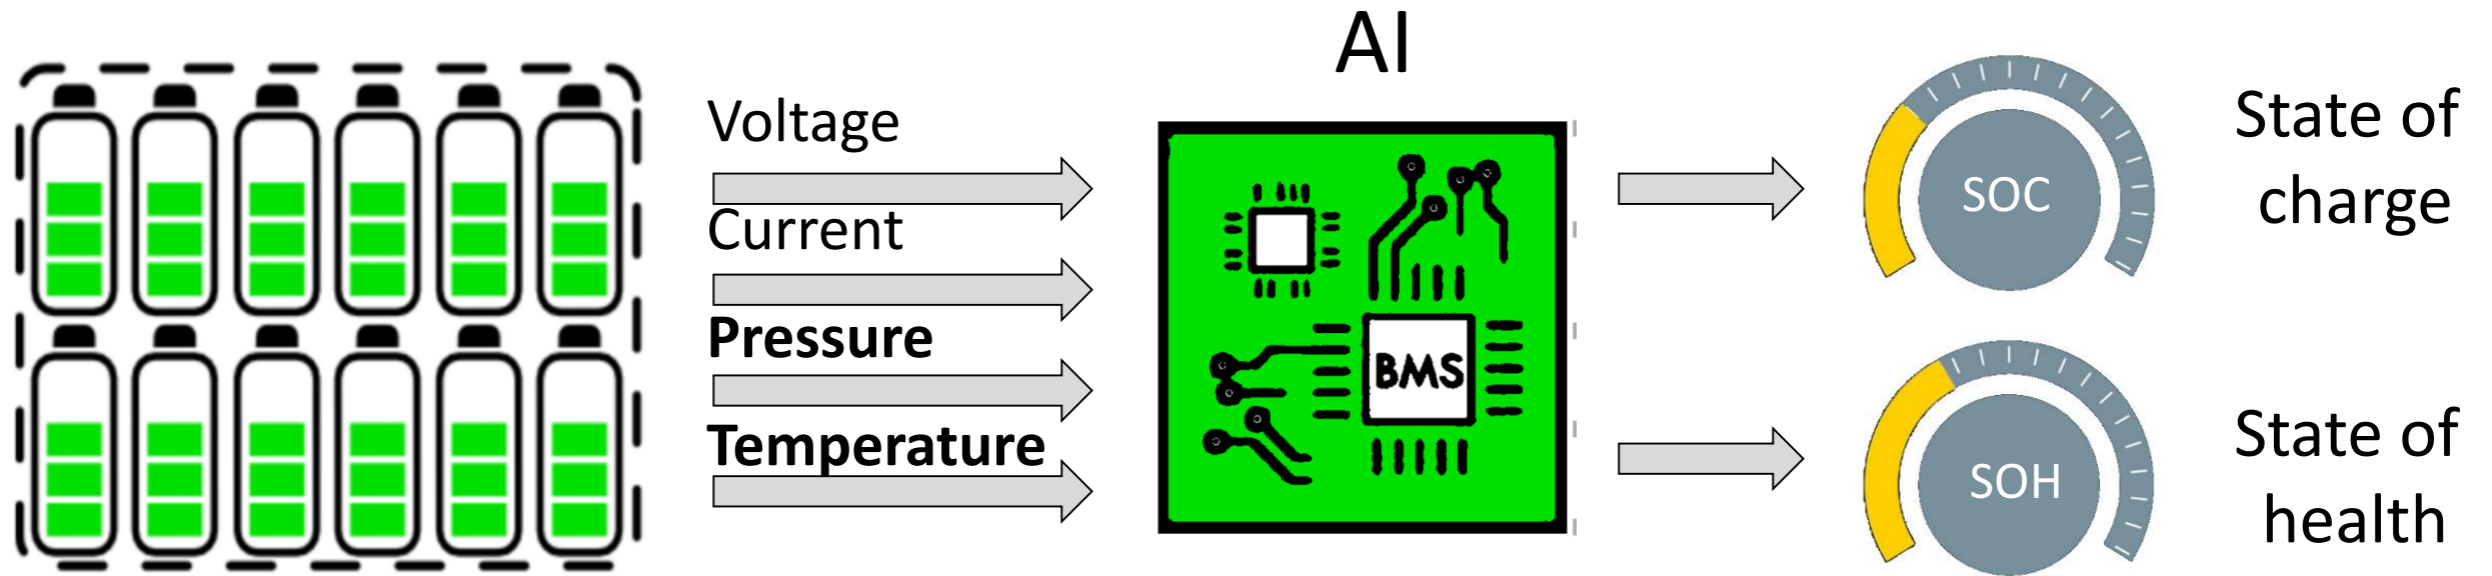 AI
Voltage
Current
Pressure
Temperature
BMS
SOC
State of
charge
SOH
State of
health